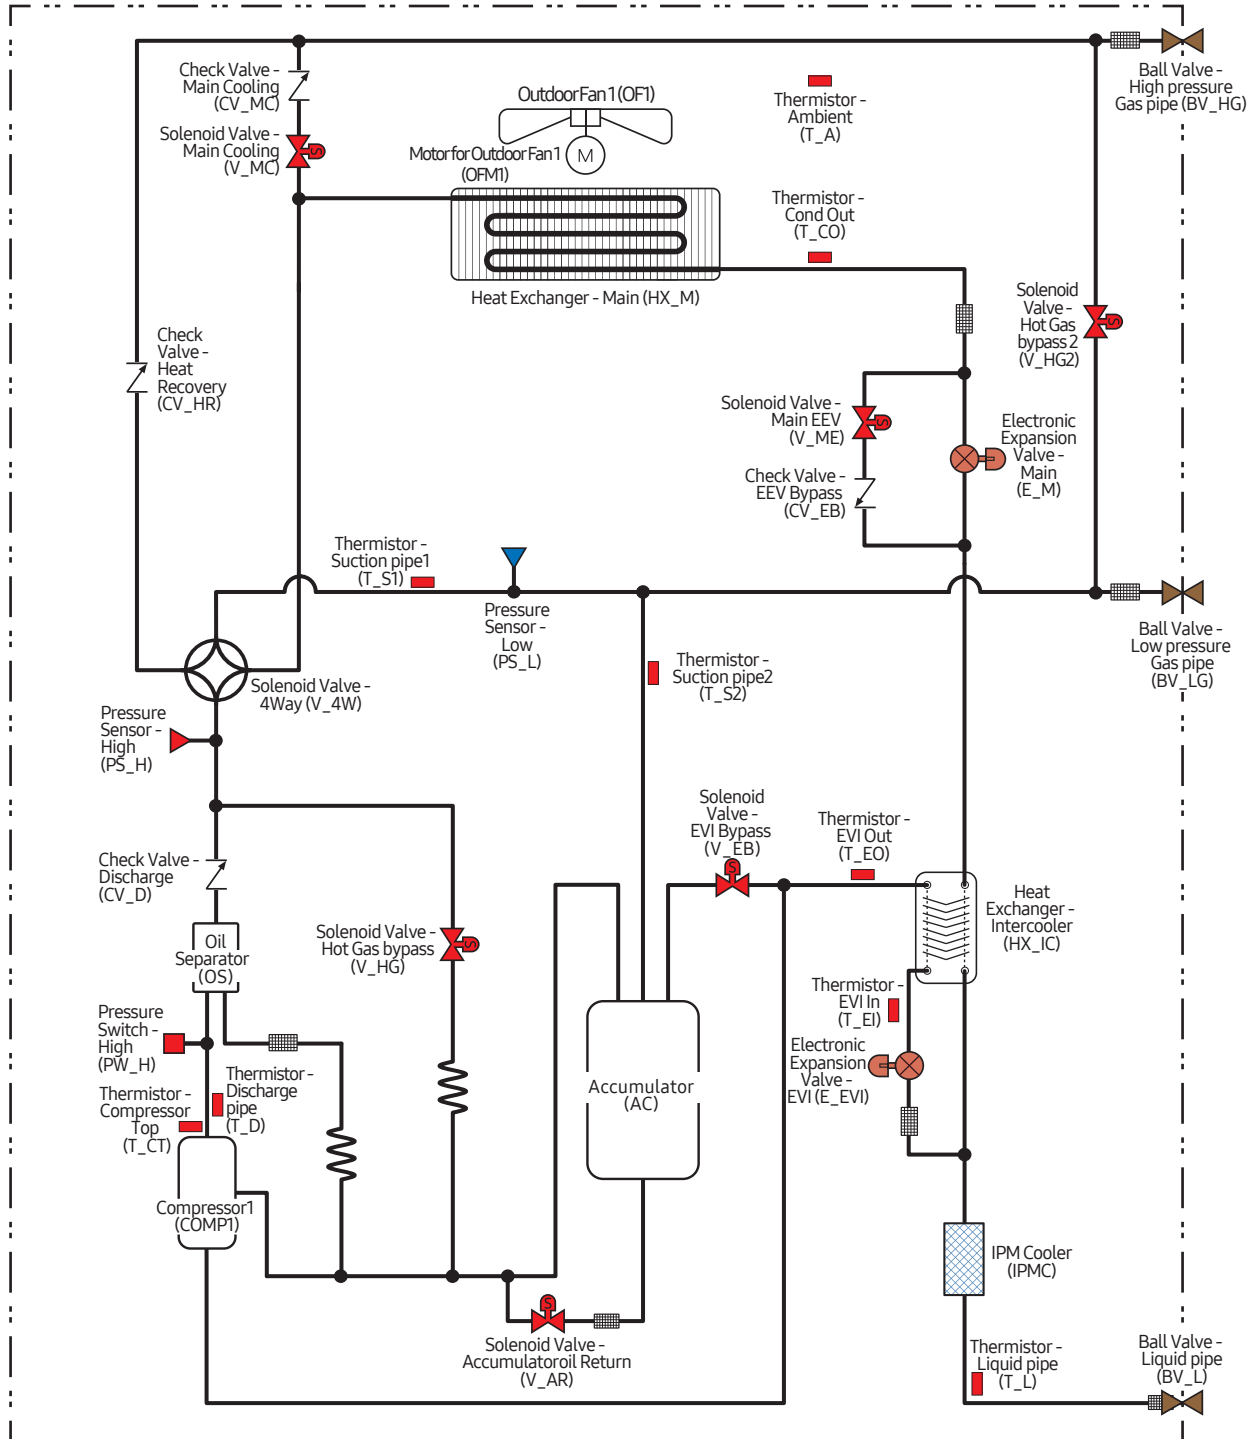 Check Valve -
Main Cooling
(CV_MC)
Solenoid Valve -
Main Cooling
(V_MC)
Outdoor Fan 1 (OF1)
Motor for Outdoor Fan 1
(OFM1)
M
Thermistor -
Ambient
(T_A)
Ball Valve -
High pressure
Gas pipe (BV_HG)
Thermistor -
Cond Out
(T_CO)
Heat Exchanger - Main (HX_M)
Solenoid
Valve -
Hot Gas
bypass 2
(V_HG2)
S
S
Check
Valve -
Heat
Recovery
(CV_HR)
Solenoid Valve -
Main EEV
(V_ME)
S
Electronic
Expansion
Valve -
Main
(E_M)
Check Valve -
EEV Bypass
(CV_EB)
Thermistor -
Suction pipe1
(T_S1)
Pressure
Sensor -
Low
(PS_L)
Ball Valve -
Low pressure
Gas pipe
(BV_LG)
Thermistor -
Suction pipe2
(T_S2)
Solenoid Valve -
4Way (V_4W)
Pressure
Sensor -
High
(PS_H)
Solenoid
Valve -
EVI Bypass
(V_EB)
S
Thermistor -
EVI Out
(T_EO)
Check Valve -
Discharge
(CV_D)
Heat
Exchanger -
Intercooler
(HX_IC)
Oil
Separator
(OS)
Solenoid Valve -
Hot Gas bypass
(V_HG)
S
Thermistor -
EVI In
(T_EI)
Pressure
Switch -
High
(PW_H)
Electronic
Expansion
Valve -
EVI (E_EVI)
Thermistor -
Discharge
pipe
(T_D)
Thermistor -
Compressor
Top
(T_CT)
Accumulator
(AC)
Compressor1
(COMP1)
IPM Cooler
(IPMC)
S
Solenoid Valve -
Accumulatoroil Return
(V_AR)
Thermistor -
Liquid pipe
(T_L)
Ball Valve -
Liquid pipe
(BV_L)